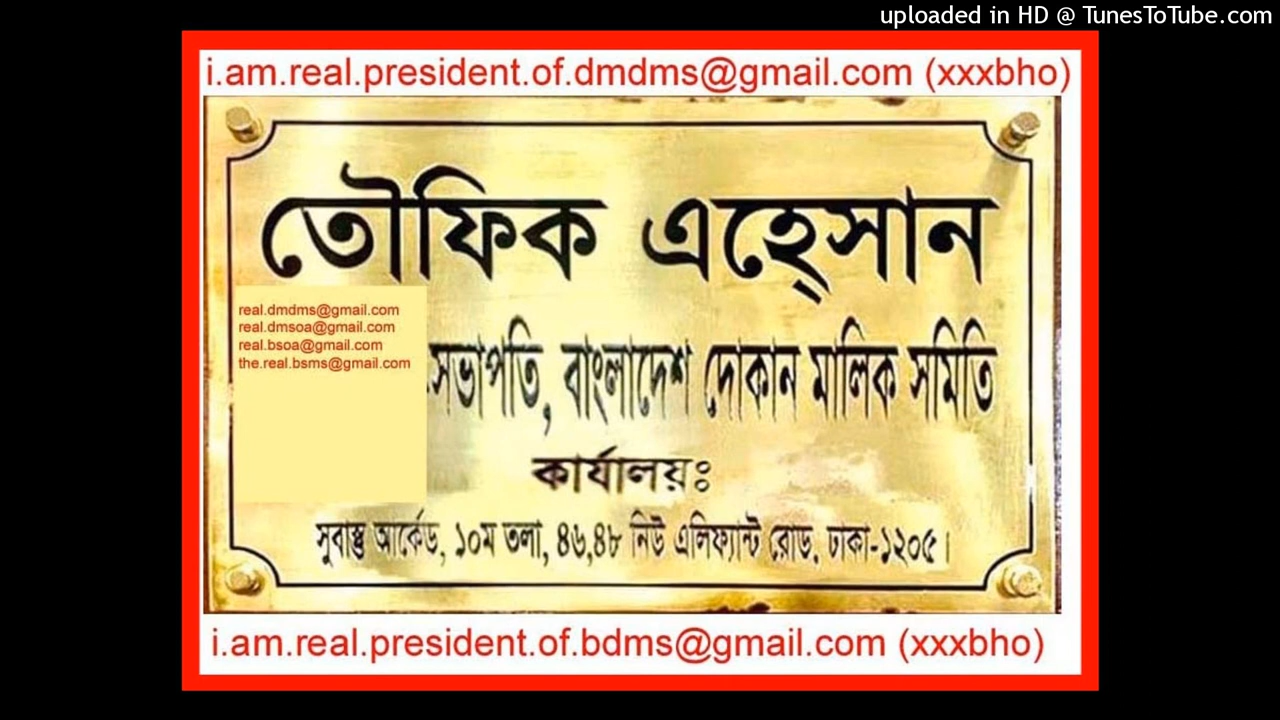 uploaded in HD @ TunesToTube.com
i.am.real.president.of.dmdms@gmail.com (xxxbho)
তৌফিক এহ্সান
real.dmdms@gmail.com
real.dmsoa@gmail.com
real.bsoa@gmail.com
the.real.bsms@gmail.com
সভাপতি, বাংলাদেশ দোকান মালিক সমিতি
কার্যালয়ঃ
সুবাস্তু আর্কেড, ১০ম তলা, ৪৬,৪৮ নিউ এলিফ্যান্ট রোড, ঢাকা-১২০৫।
i.am.real.president.of.bdms@gmail.com (xxxbho)